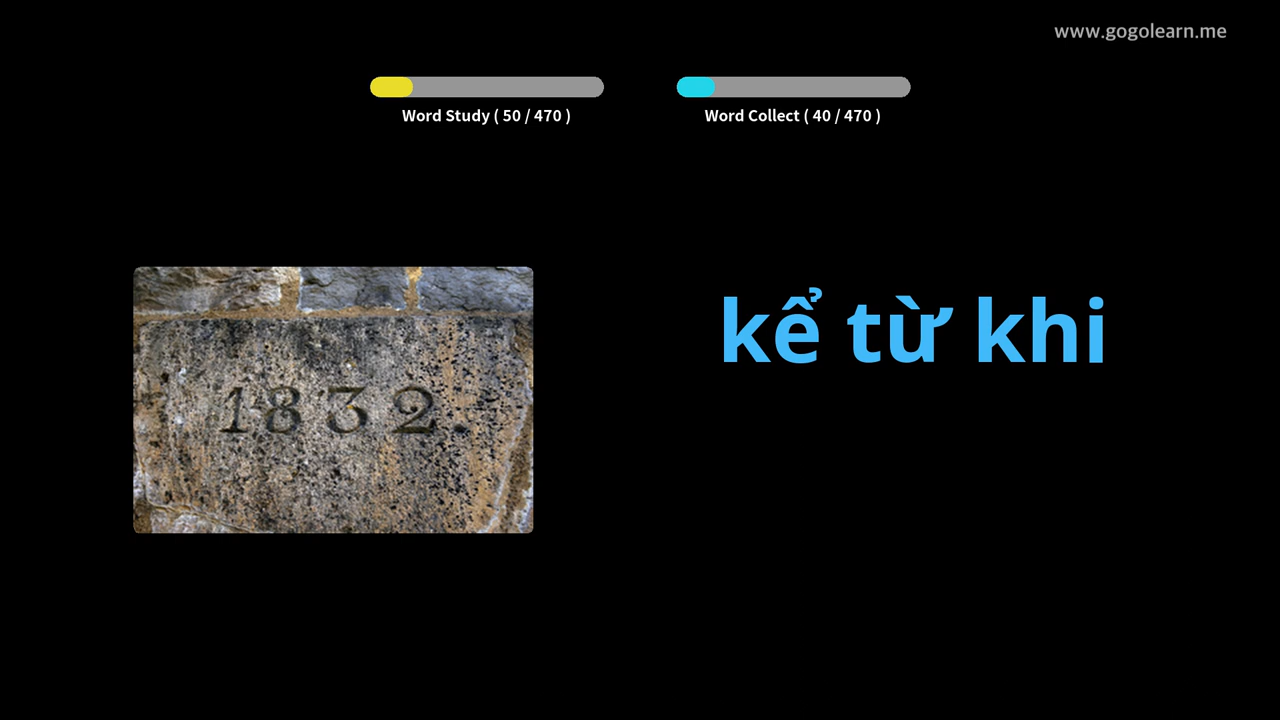 www.gogolearn.me
Word Study ( 50 / 470 )
Word Collect ( 40 / 470 )
1832.
kể từ khi